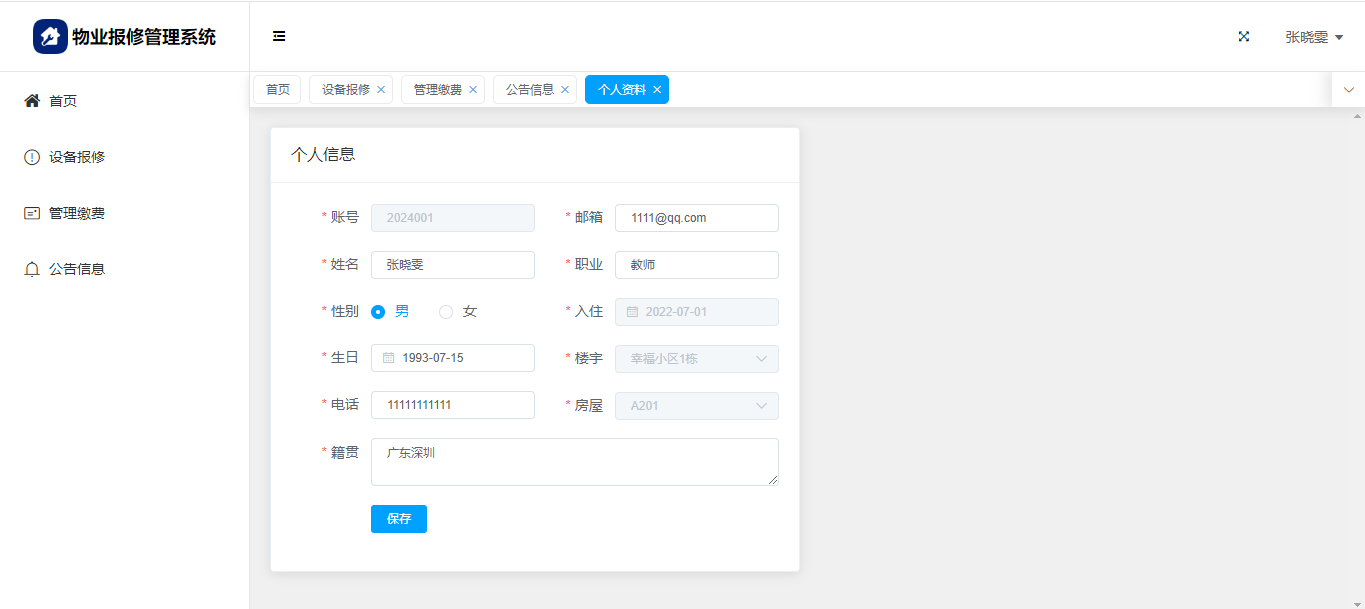 物业报修管理系统
张晓雯
首页
设备报修
管理缴费
公告信息
首页
设备报修
管理缴费
公告信息
个人资料
个人信息
* 账号 2024001
* 邮箱 1111@qq.com
* 姓名 张晓雯
* 职业 教师
* 性别 男 女
* 入住 2022-07-01
* 生日 1993-07-15
* 楼宇 幸福小区1栋
* 电话 11111111111
* 房屋 A201
* 籍贯 广东深圳
保存